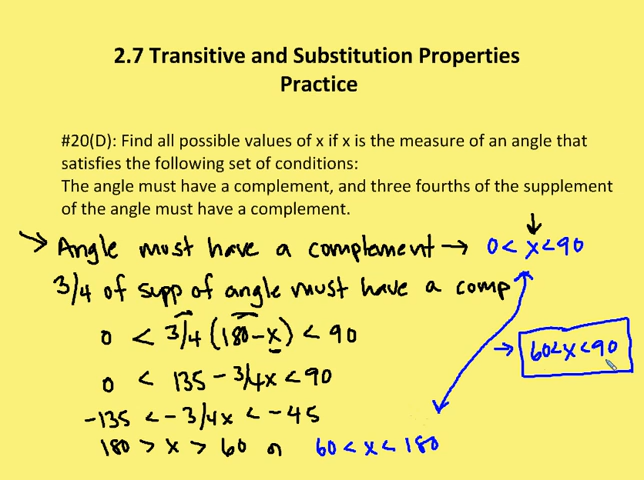 2.7 Transitive and Substitution Properties
Practice
#20(D): Find all possible values of x if x is the measure of an angle that
satisfies the following set of conditions:
The angle must have a complement, and three fourths of the supplement
of the angle must have a complement.
→ Angle must have a complement → 0 < x < 90
3/4 of supp of angle must have a comp
0 < 3/4 (180 - x) < 90
→ 60 < x < 90
0 < 135 - 3/4x < 90
-135 < - 3/4x < -45
180 > x > 60 or 60 < x < 180